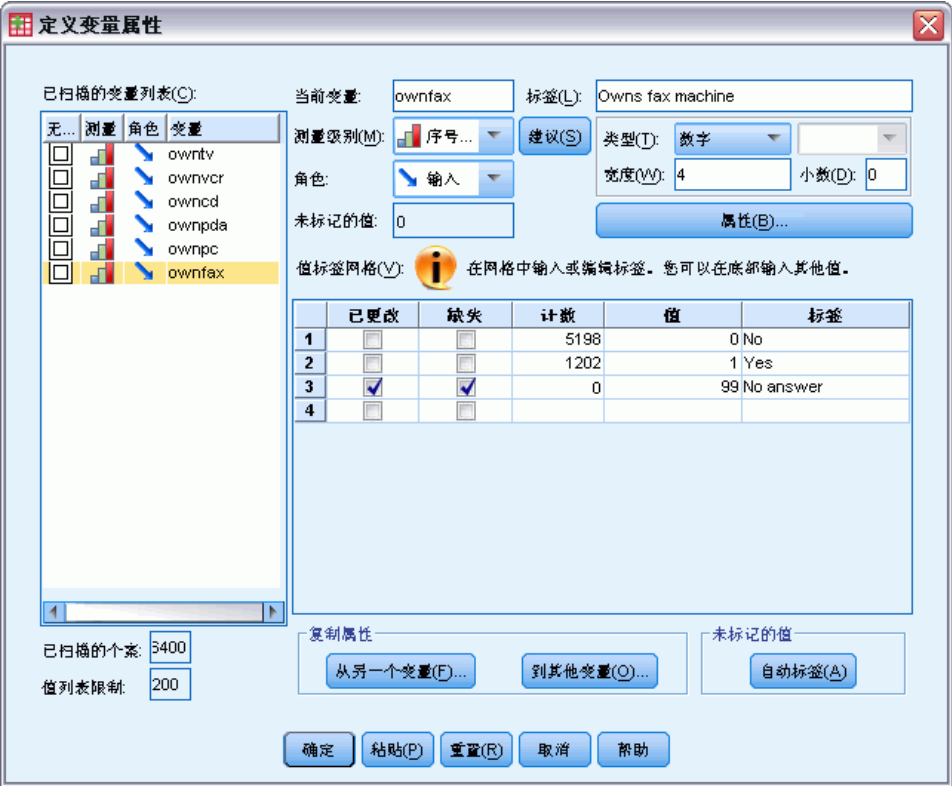 定义变量属性
已扫描的变量列表(C):
无... 测量 角色 变量
owntv
ownvcr
owncd
ownpda
ownpc
ownfax
已扫描的个案: 6400
值列表限制: 200
当前变量: ownfax 标签(L): Owns fax machine
测量级别(M): 序号... 建议(S) 类型(T): 数字
角色: 输入 宽度(W): 4 小数(D): 0
未标记的值: 0 属性(B)...
值标签网格(V): 在网格中输入或编辑标签。您可以在底部输入其他值。
已更改 缺失 计数 值 标签
1 5198 0 No
2 1202 1 Yes
3 0 99 No answer
4
复制属性
从另一个变量(F)... 到其他变量(O)...
未标记的值
自动标签(A)
确定 粘贴(P) 重置(R) 取消 帮助